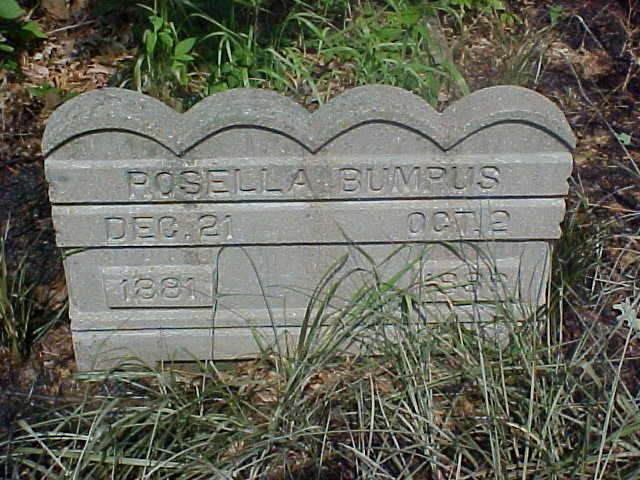 ROSELLA BUMPUS
DEC. 21 OCT. 2
1881